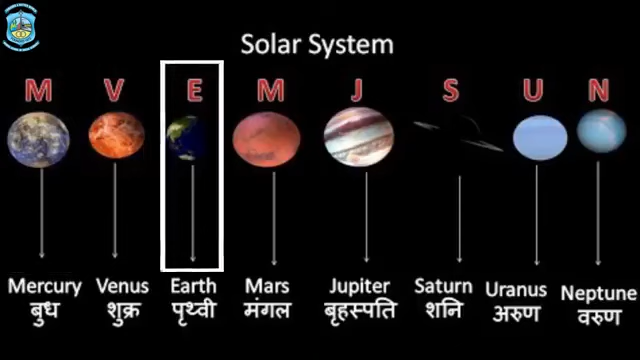 Solar System
M V E M J S U N
Mercury Venus Earth Mars Jupiter Saturn Uranus Neptune
बुध शुक्र पृथ्वी मंगल बृहस्पति शनि अरुण वरुण